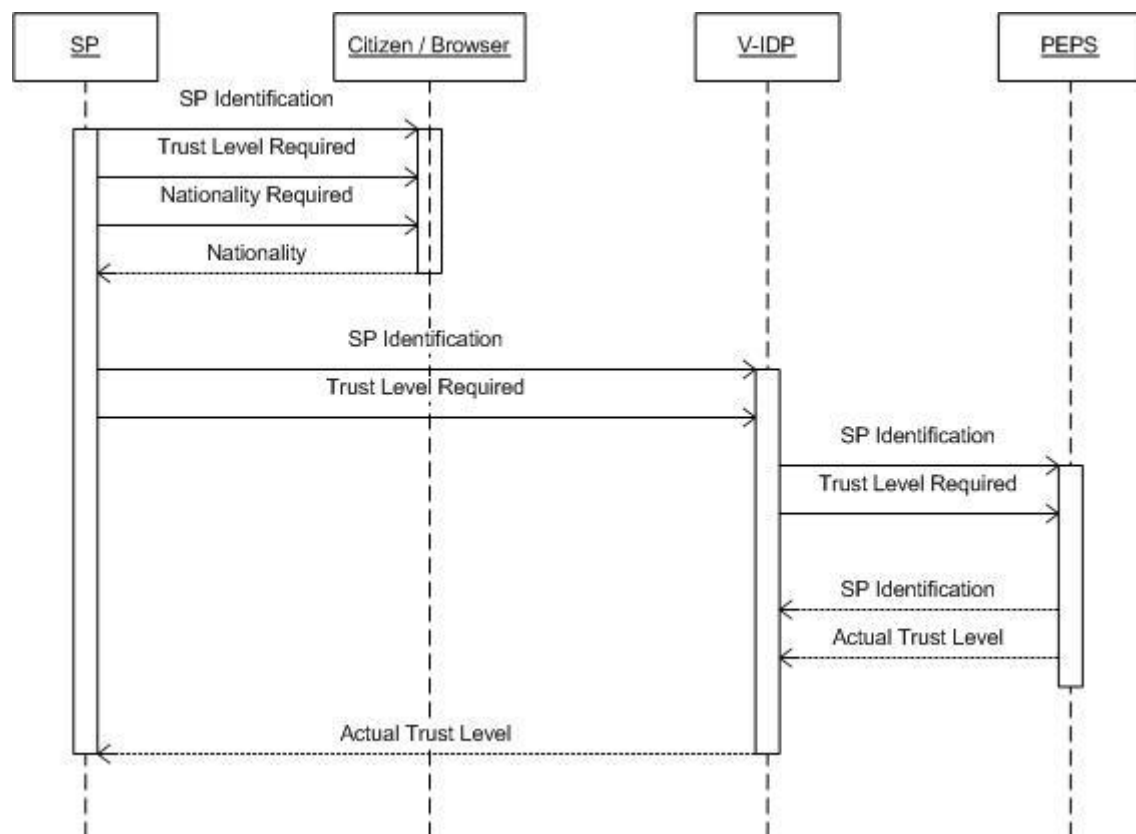 SP
Citizen / Browser
V-IDP
PEPS
SP Identification
Trust Level Required
Nationality Required
Nationality
SP Identification
Trust Level Required
SP Identification
Trust Level Required
SP Identification
Actual Trust Level
Actual Trust Level